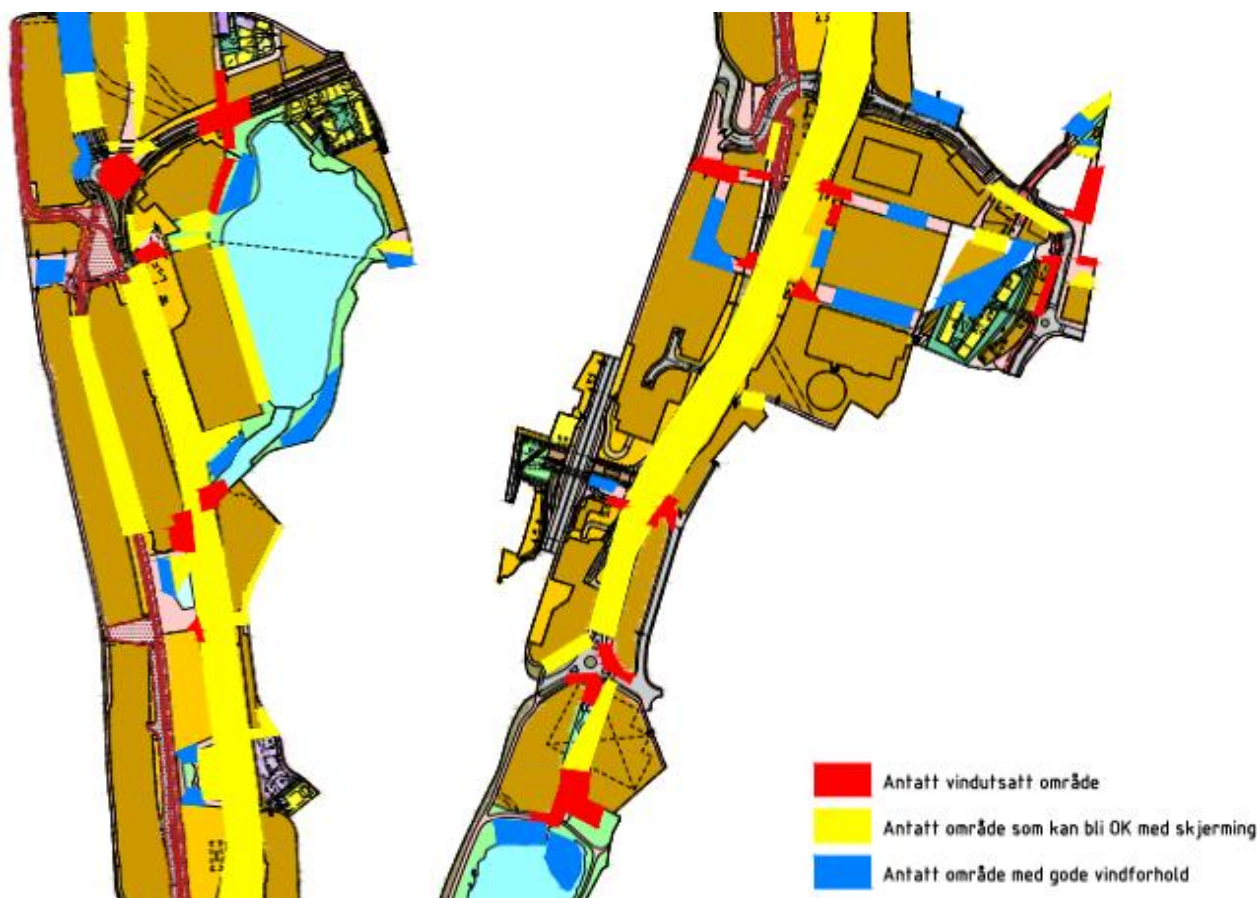 Antatt vindutsatt område
Antatt område som kan bli OK med skjerming
Antatt område med gode vindforhold